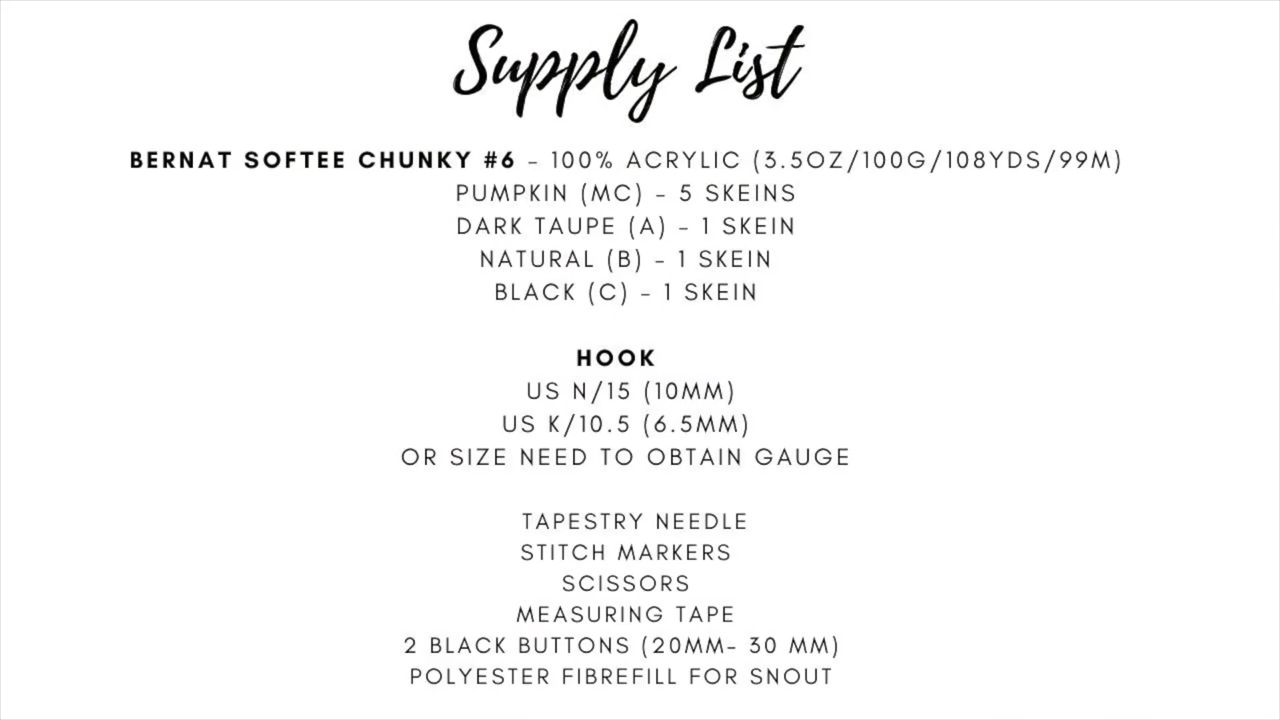 Supply List
BERNAT SOFTEE CHUNKY #6 – 100% ACRYLIC (3.5OZ/100G/108YDS/99M)
PUMPKIN (MC) – 5 SKEINS
DARK TAUPE (A) – 1 SKEIN
NATURAL (B) – 1 SKEIN
BLACK (C) – 1 SKEIN
HOOK
US N/15 (10MM)
US K/10.5 (6.5MM)
OR SIZE NEED TO OBTAIN GAUGE
TAPESTRY NEEDLE
STITCH MARKERS
SCISSORS
MEASURING TAPE
2 BLACK BUTTONS (20MM- 30 MM)
POLYESTER FIBREFILL FOR SNOUT